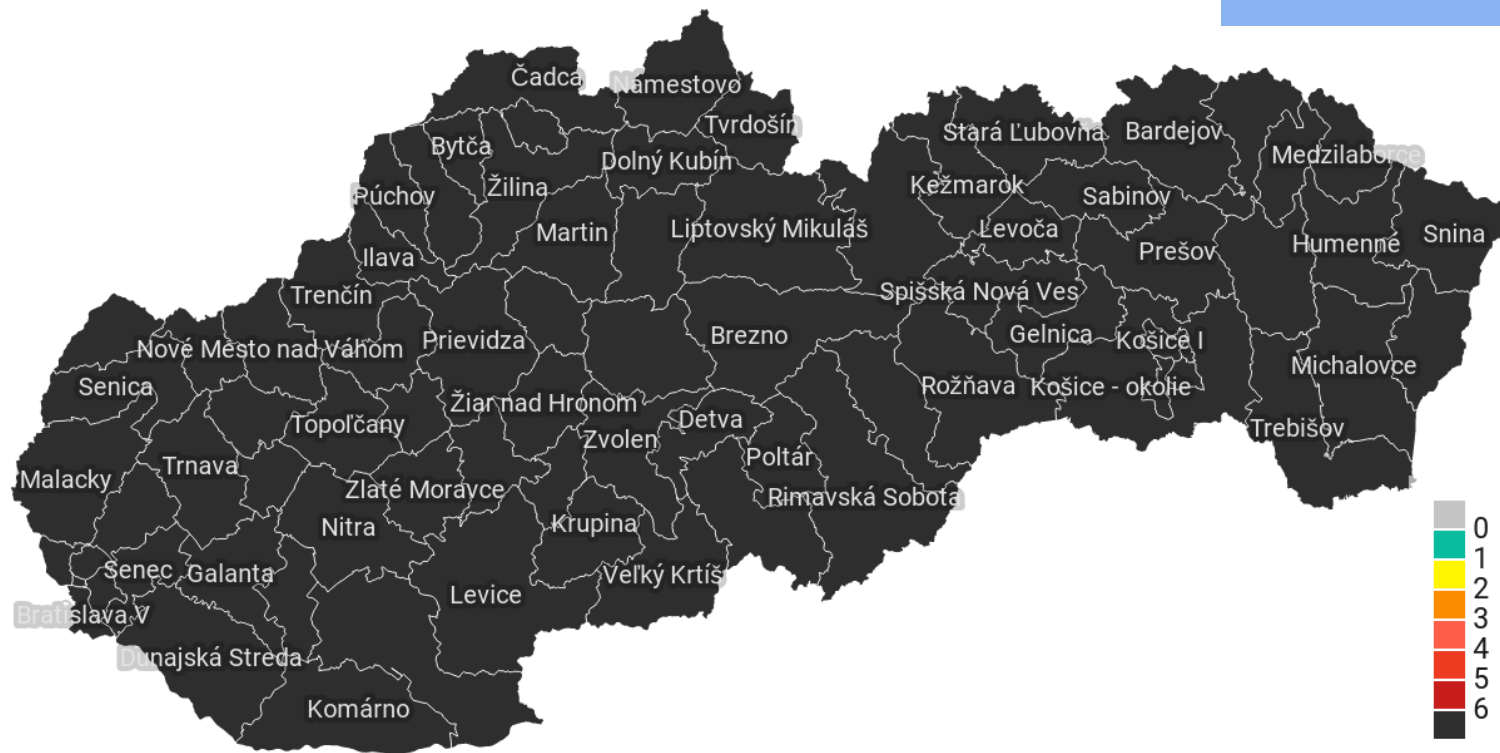 Čadca
Námestovo
Tvrdošín
Bytča
Dolný Kubín
Stará Ľubovňa
Bardejov
Medzilaborce
Púchov
Žilina
Kežmarok
Sabinov
Martin
Liptovský Mikuláš
Levoča
Snina
Ilava
Prešov
Humenné
Trenčín
Spišská Nová Ves
Nové Mesto nad Váhom
Prievidza
Brezno
Gelnica
Košice I
Michalovce
Senica
Rožňava
Košice - okolie
Žiar nad Hronom
Topoľčany
Detva
Zvolen
Trebišov
Malacky
Trnava
Poltár
Zlaté Moravce
Rimavská Sobota
Nitra
Krupina
Senec
Galanta
Levice
Veľký Krtíš
Bratislava V
Dunajská Streda
Komárno
0
1
2
3
4
5
6